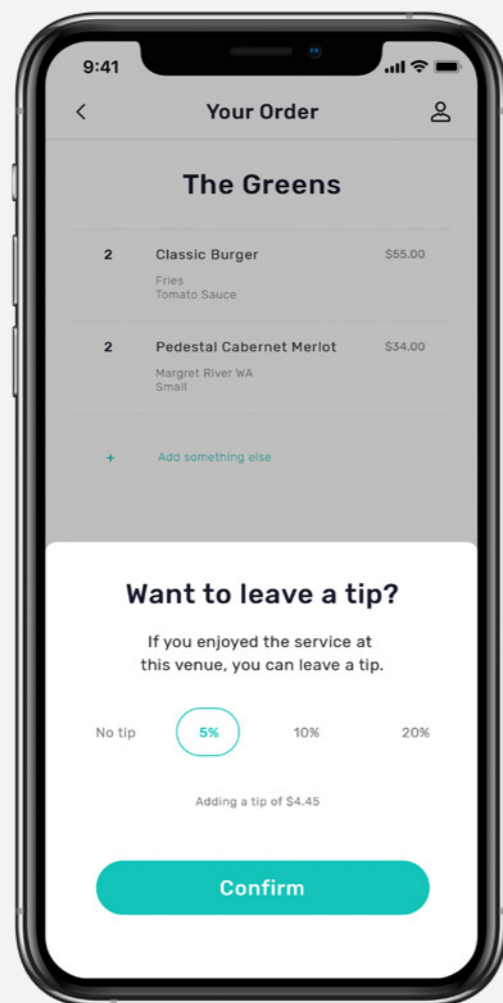 9:41
Your Order
The Greens
2 Classic Burger $55.00
Fries
Tomato Sauce
2 Pedestal Cabernet Merlot $34.00
Margret River WA
Small
+ Add something else
Want to leave a tip?
If you enjoyed the service at
this venue, you can leave a tip.
No tip 5% 10% 20%
Adding a tip of $4.45
Confirm